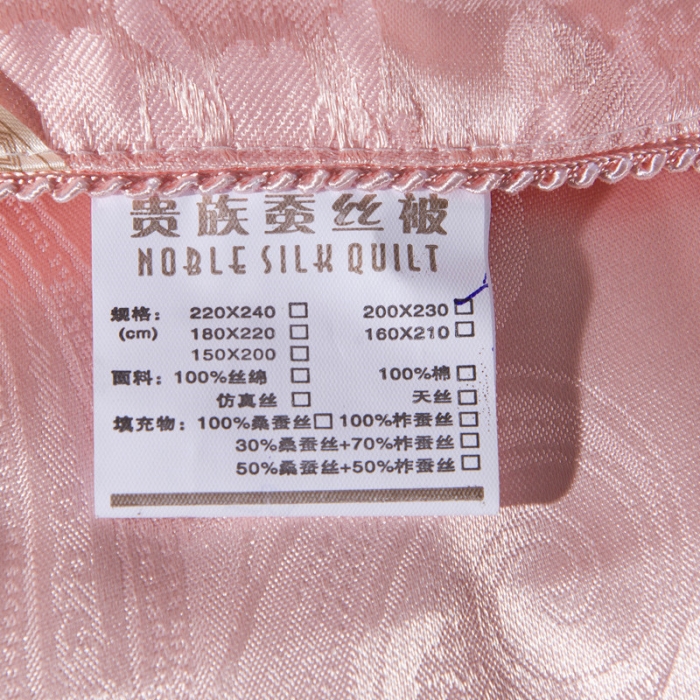 贵族蚕丝被
NOBLE SILK QUILT
规格： 220X240 □ 200X230 □
(cm) 180X220 □ 160X210 □
150X200 □
面料：100%丝绵 □ 100%棉 □
仿真丝 □ 天丝 □
填充物：100%桑蚕丝□ 100%柞蚕丝 □
30%桑蚕丝+70%柞蚕丝 □
50%桑蚕丝+50%柞蚕丝 □